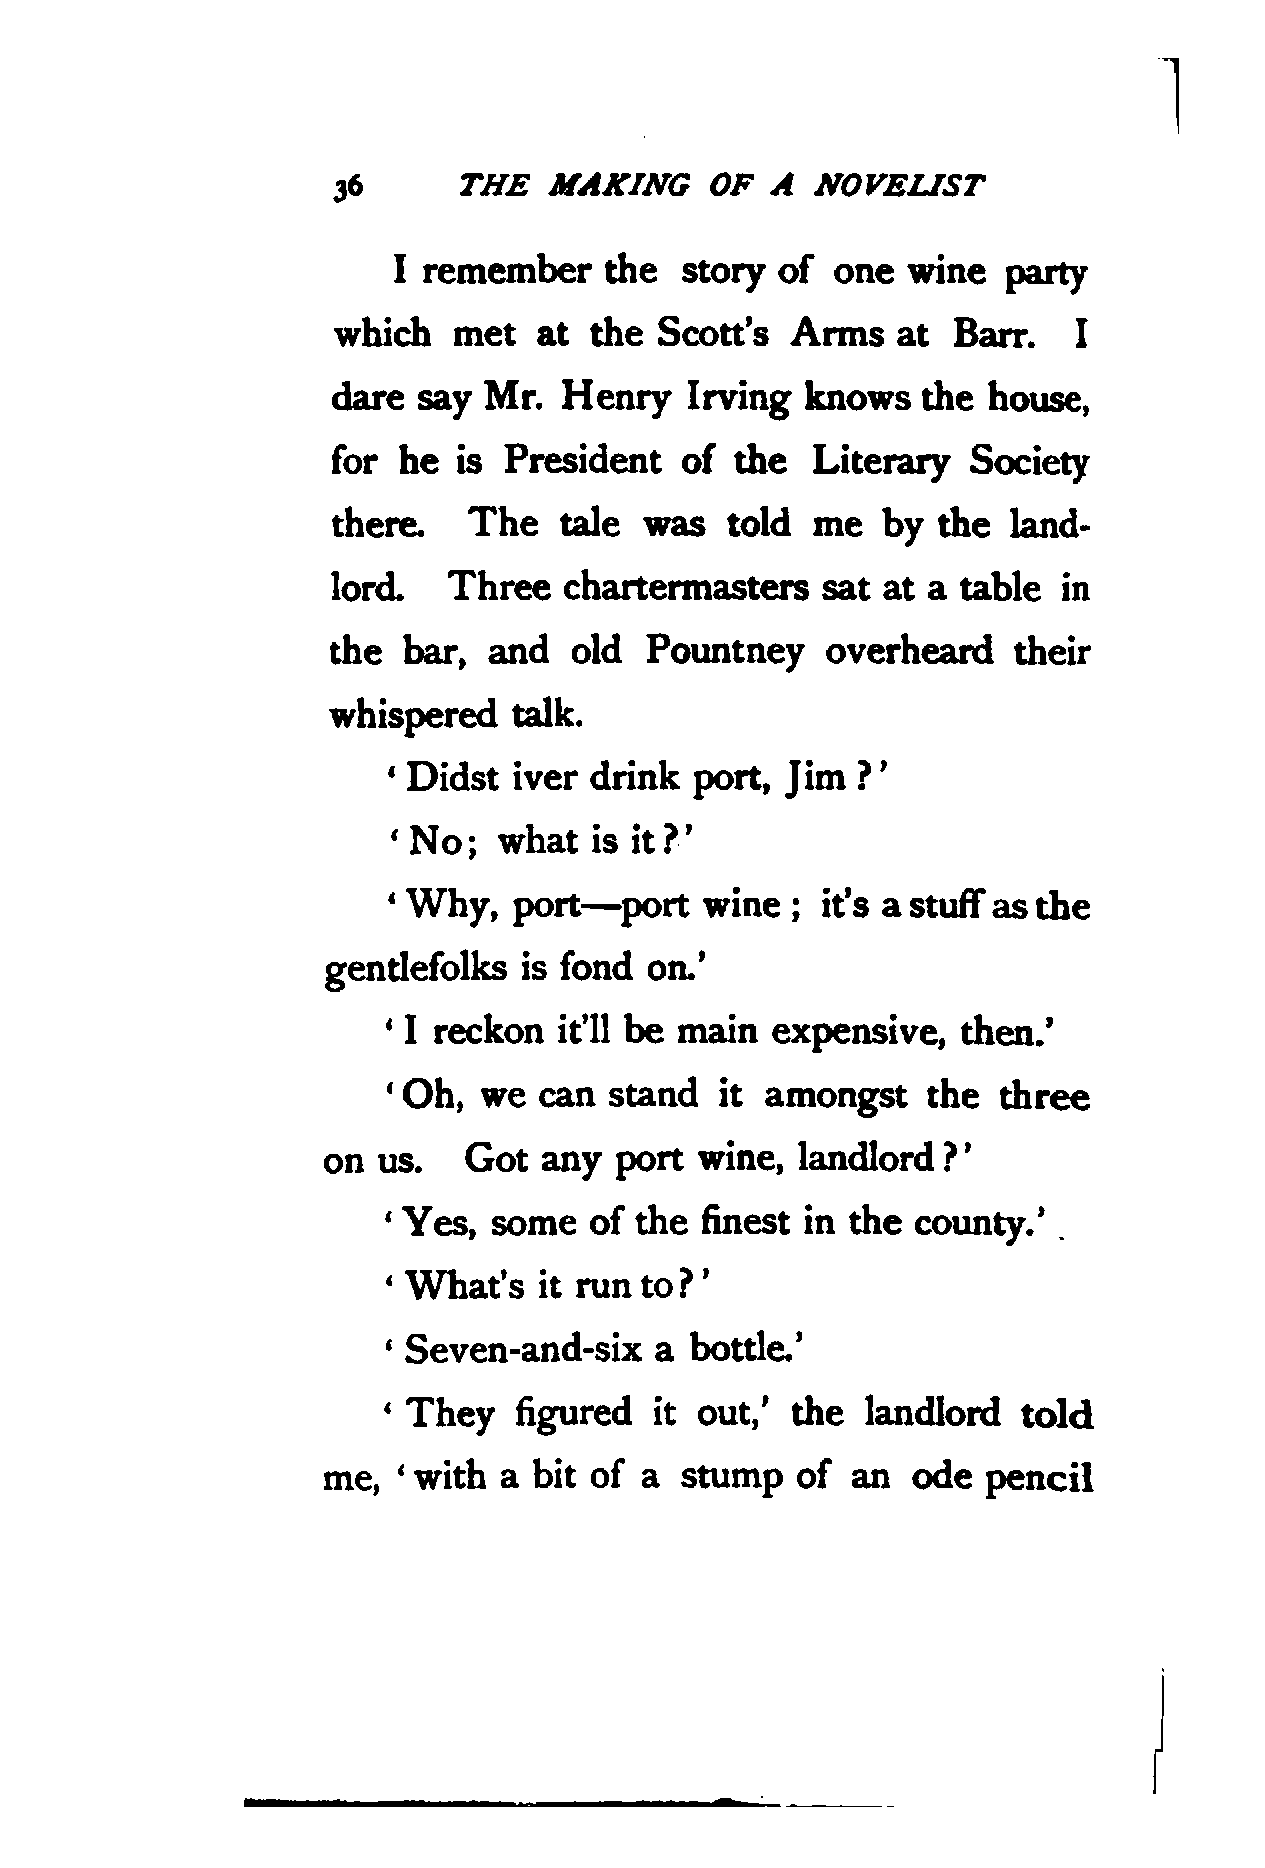 36 THE MAKING OF A NOVELIST
I remember the story of one wine party
which met at the Scott's Arms at Barr. I
dare say Mr. Henry Irving knows the house,
for he is President of the Literary Society
there. The tale was told me by the land-
lord. Three chartermasters sat at a table in
the bar, and old Pountney overheard their
whispered talk.
‘ Didst iver drink port, Jim ? ’
‘ No ; what is it ? ’
‘ Why, port—port wine ; it's a stuff as the
gentlefolks is fond on.’
‘ I reckon it'll be main expensive, then.’
‘ Oh, we can stand it amongst the three
on us. Got any port wine, landlord ? ’
‘ Yes, some of the finest in the county.’
‘ What's it run to ? ’
‘ Seven-and-six a bottle.’
‘ They figured it out,’ the landlord told
me, ‘ with a bit of a stump of an ode pencil